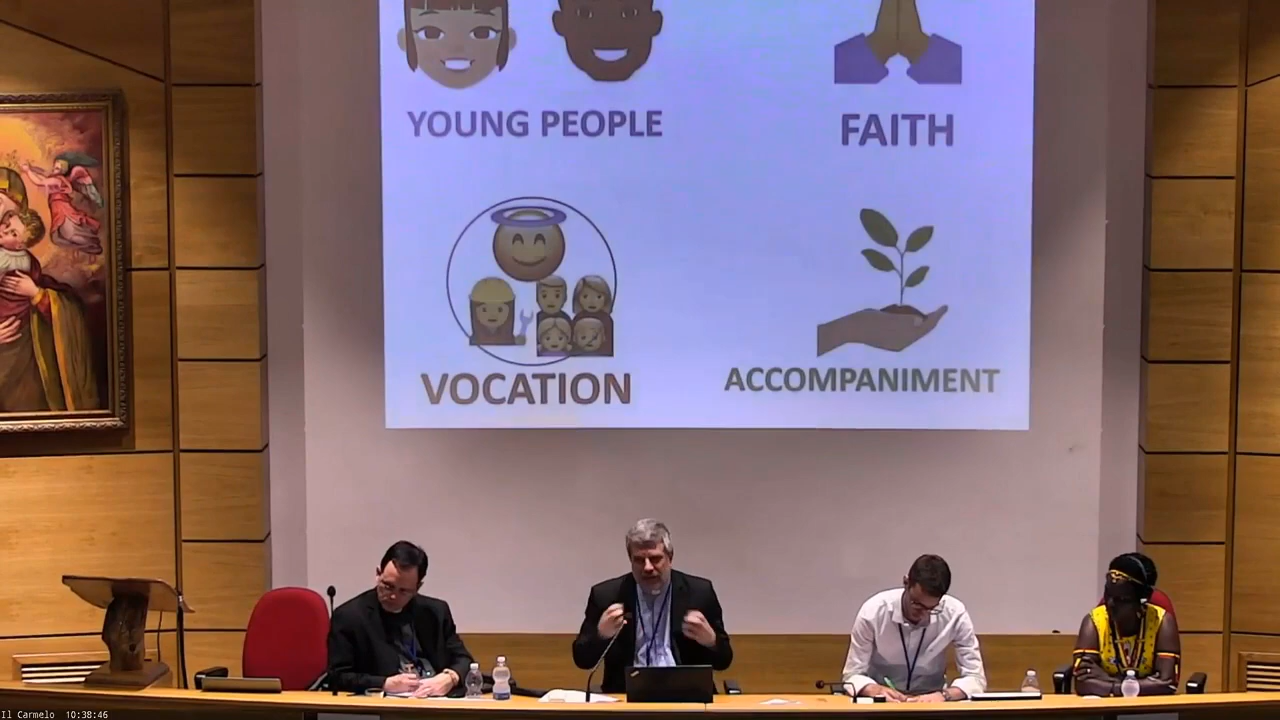 YOUNG PEOPLE
FAITH
VOCATION
ACCOMPANIMENT
Il Carmelo 10:38:46